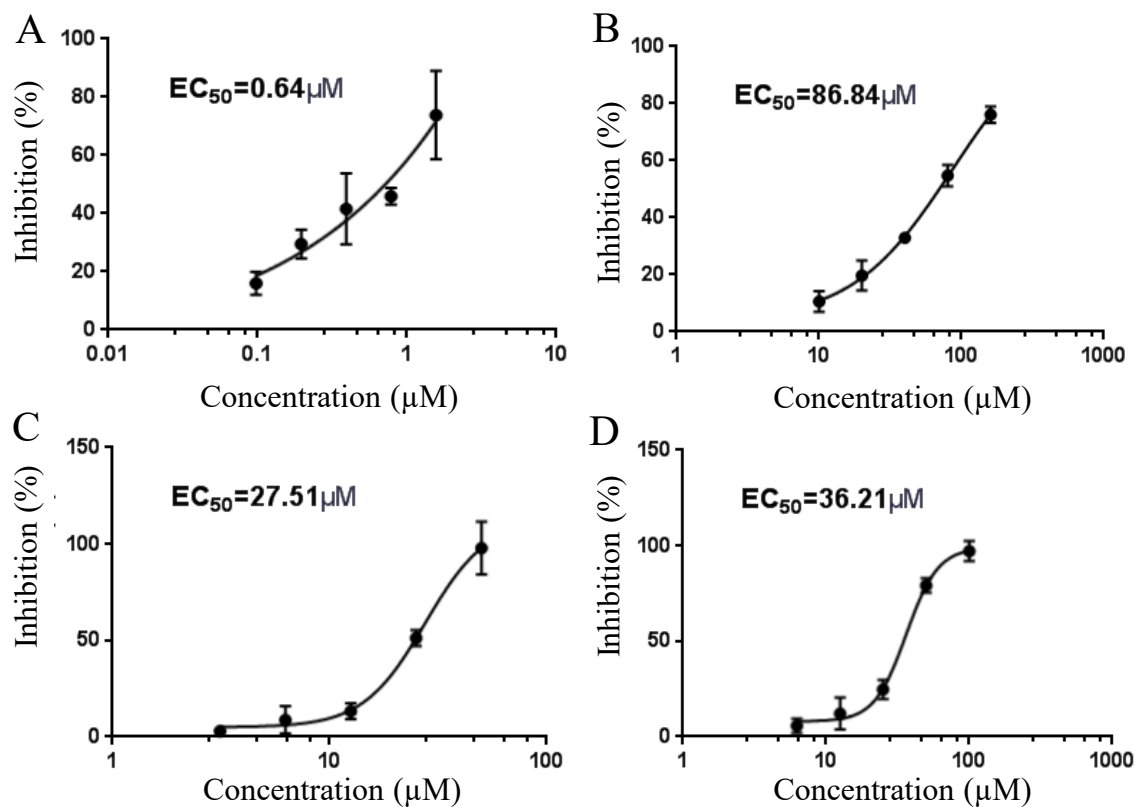 A
100
80
60
40
20
0
Inhibition (%)
EC50=0.64µM
0.01
0.1
1
10
Concentration (µM)
B
100
80
60
40
20
0
Inhibition (%)
EC50=86.84µM
1
10
100
1000
Concentration (µM)
C
150
100
50
0
Inhibition (%)
EC50=27.51µM
1
10
100
Concentration (µM)
D
150
100
50
0
Inhibition (%)
EC50=36.21µM
1
10
100
1000
Concentration (µM)